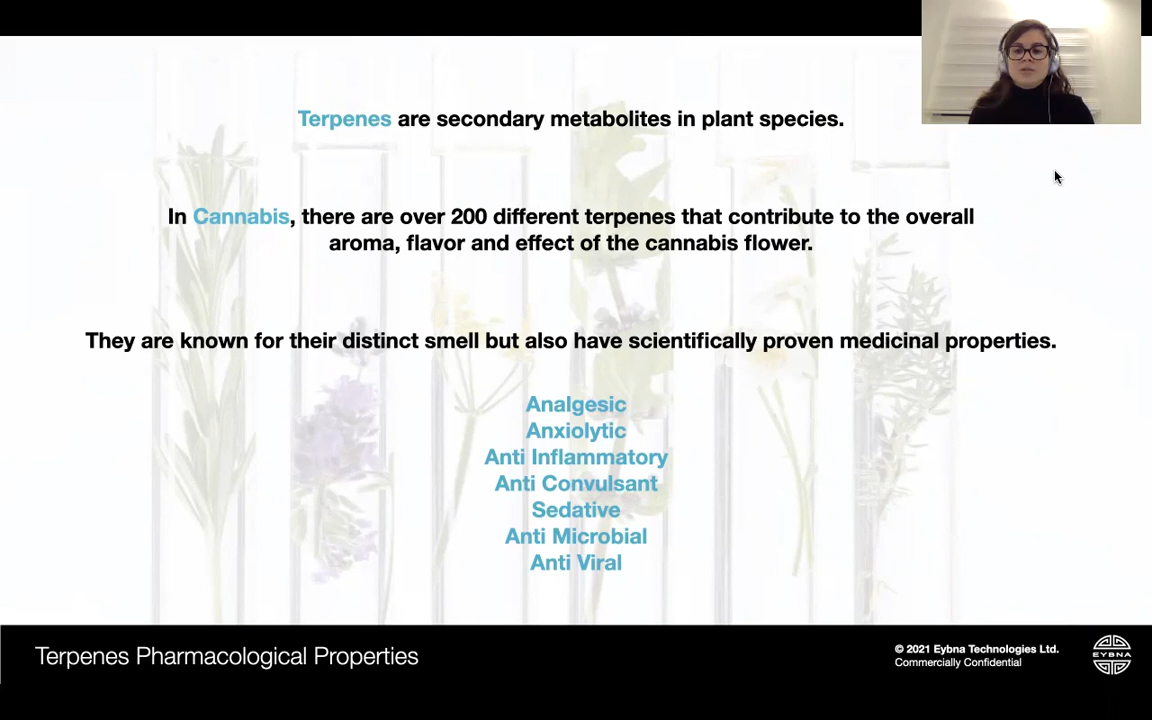 Terpenes are secondary metabolites in plant species.
In Cannabis, there are over 200 different terpenes that contribute to the overall
aroma, flavor and effect of the cannabis flower.
They are known for their distinct smell but also have scientifically proven medicinal properties.
Analgesic
Anxiolytic
Anti Inflammatory
Anti Convulsant
Sedative
Anti Microbial
Anti Viral
Terpenes Pharmacological Properties
© 2021 Eybna Technologies Ltd.
Commercially Confidential
EYBNA